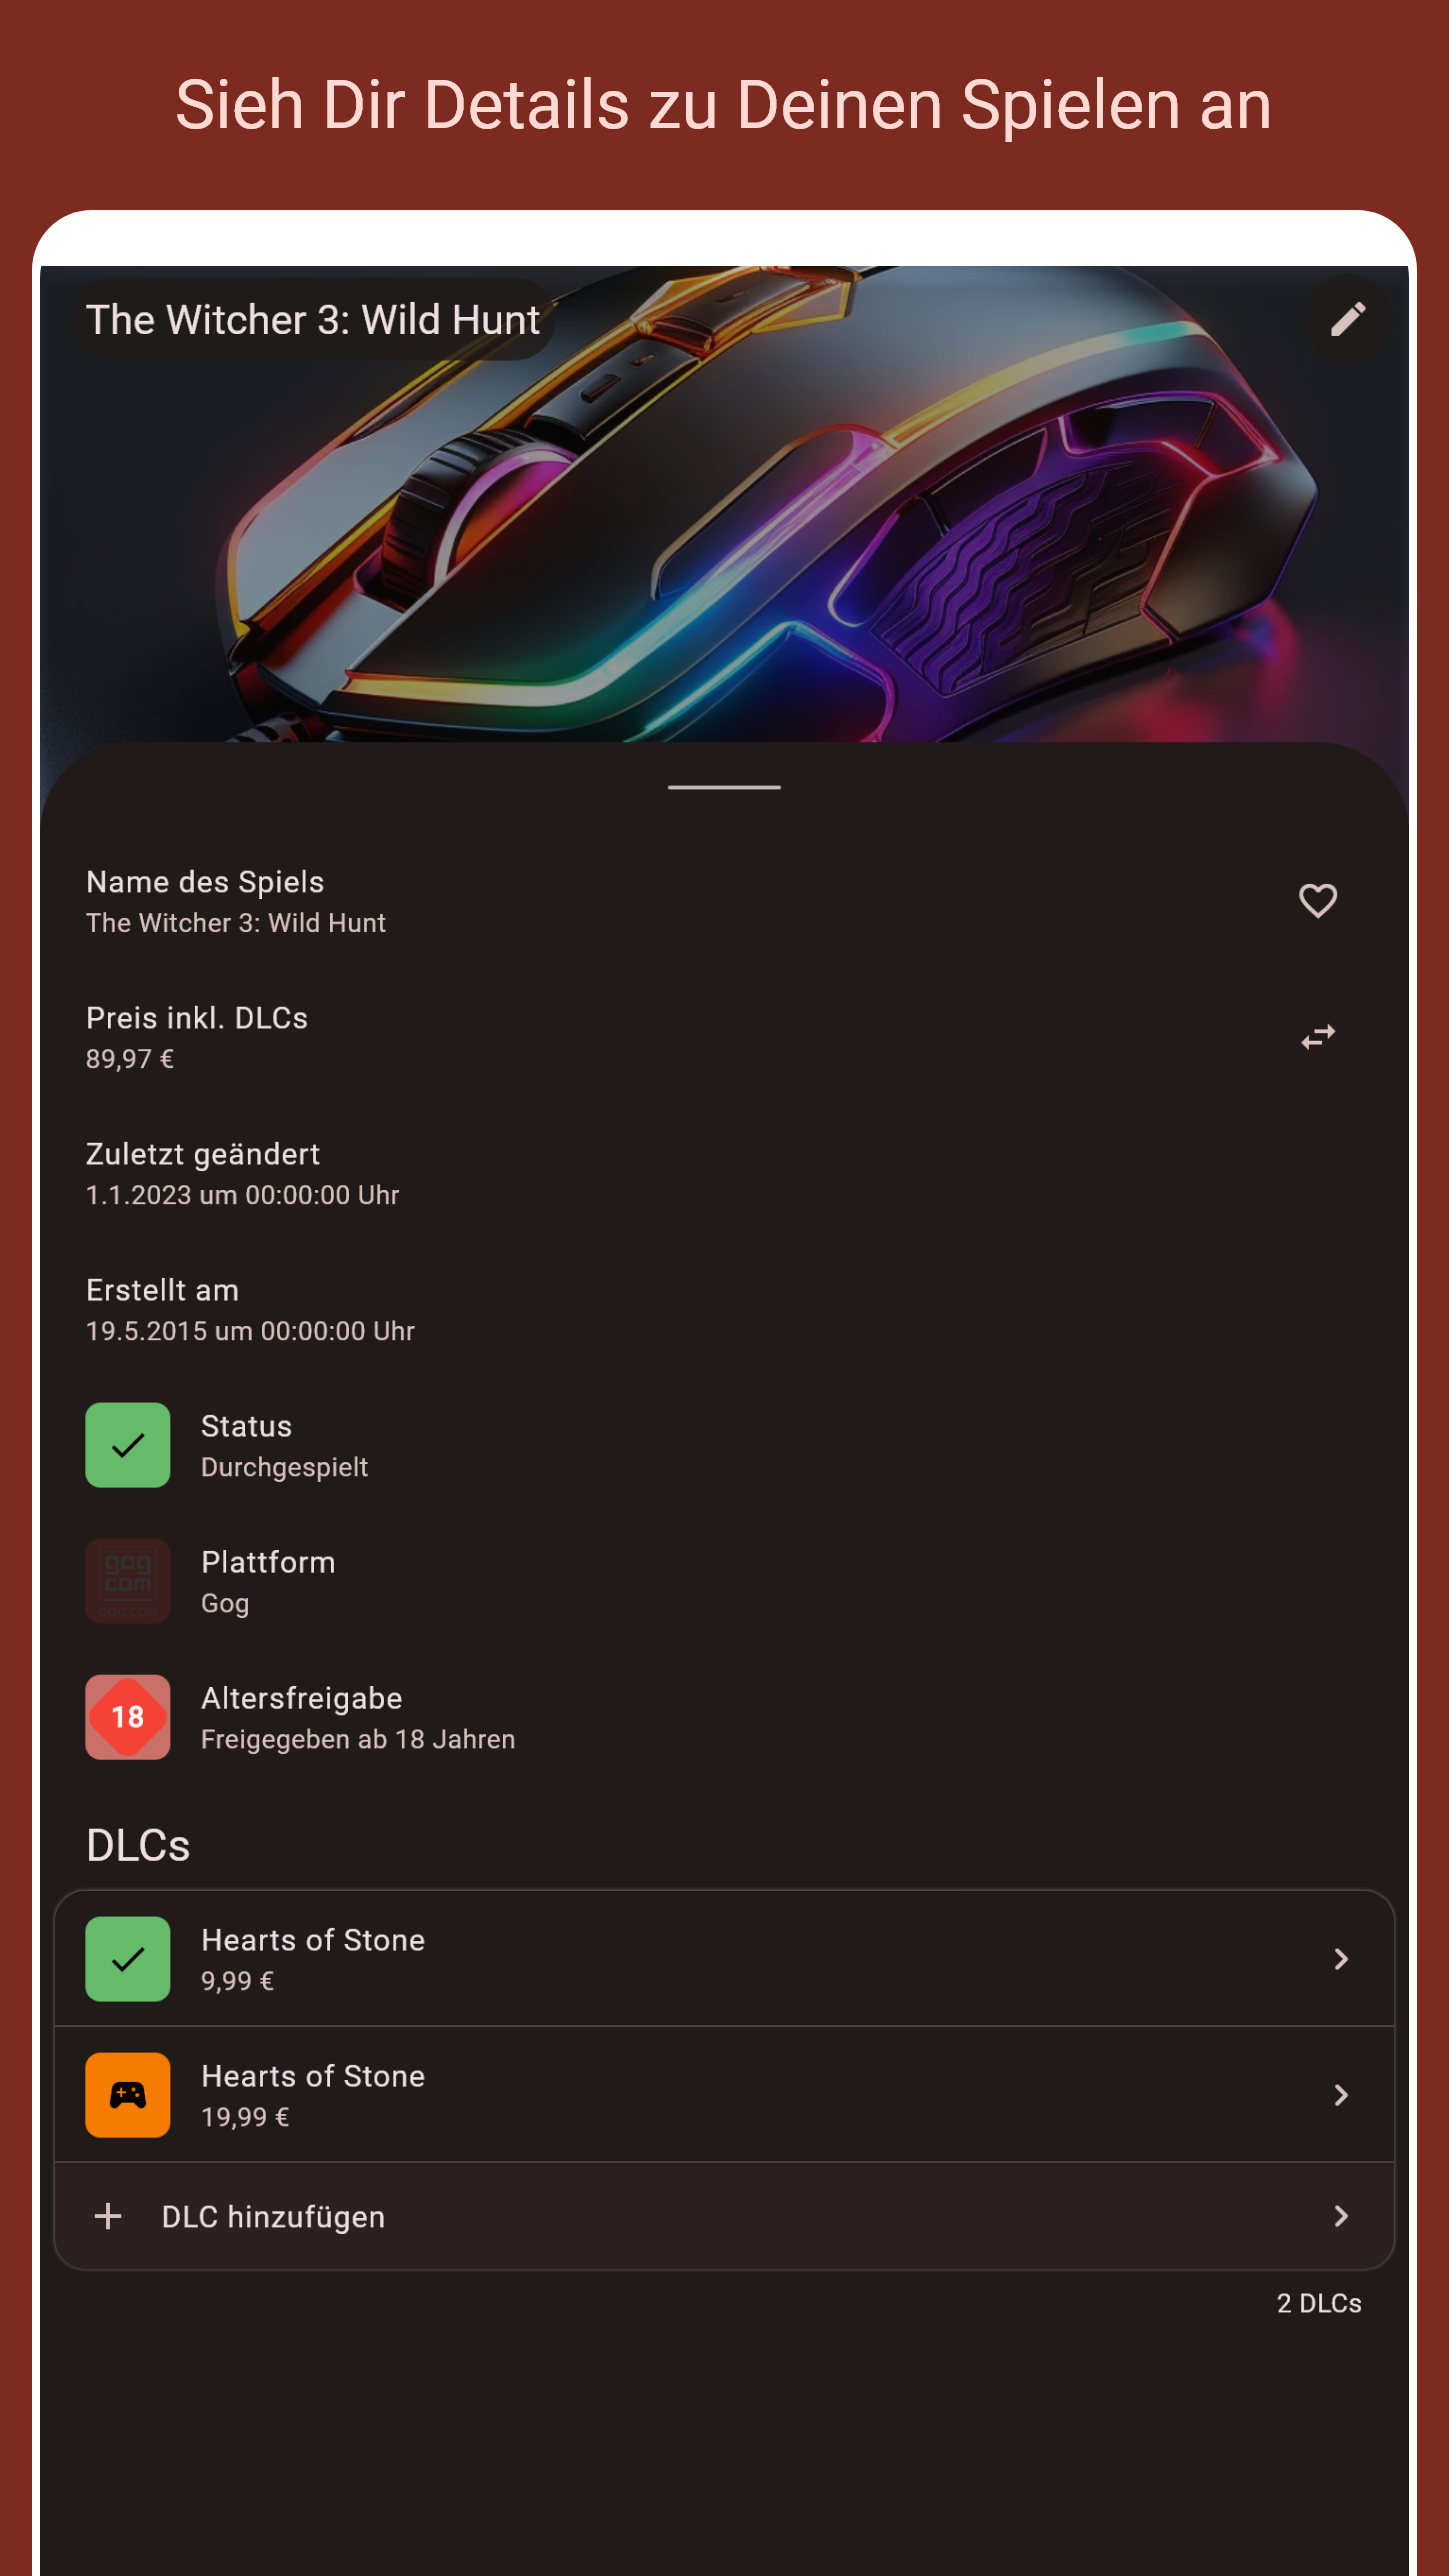 Sieh Dir Details zu Deinen Spielen an
The Witcher 3: Wild Hunt
Name des Spiels
The Witcher 3: Wild Hunt
Preis inkl. DLCs
89,97 €
Zuletzt geändert
1.1.2023 um 00:00:00 Uhr
Erstellt am
19.5.2015 um 00:00:00 Uhr
Status
Durchgespielt
gog
com
GOG.COM
Plattform
Gog
18
Altersfreigabe
Freigegeben ab 18 Jahren
DLCs
Hearts of Stone
9,99 €
Hearts of Stone
19,99 €
DLC hinzufügen
2 DLCs